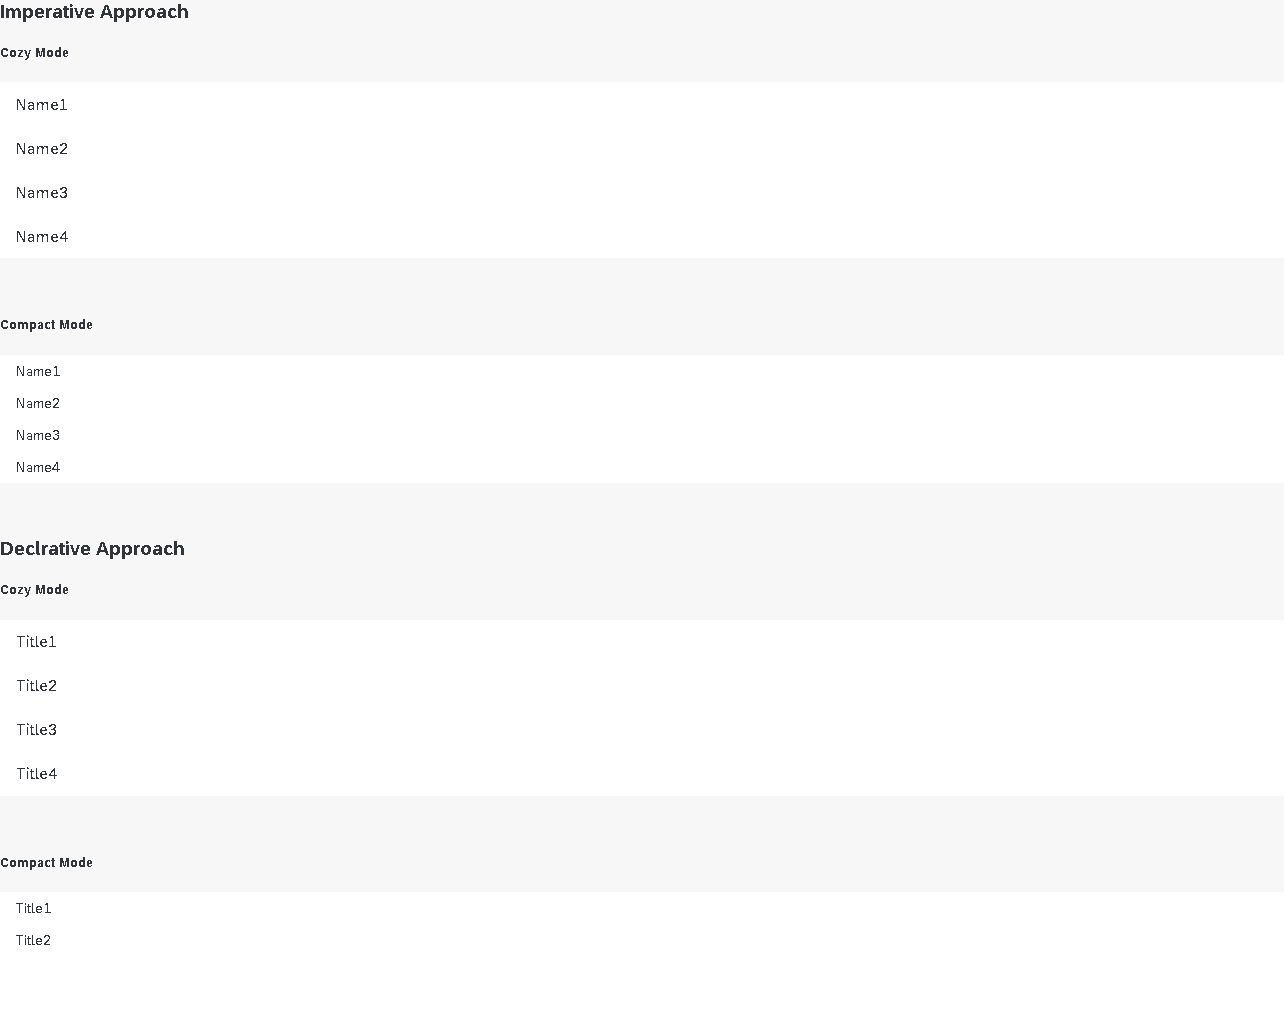 Imperative Approach
Cozy Mode
Name1
Name2
Name3
Name4
Compact Mode
Name1
Name2
Name3
Name4
Declrative Approach
Cozy Mode
Title1
Title2
Title3
Title4
Compact Mode
Title1
Title2